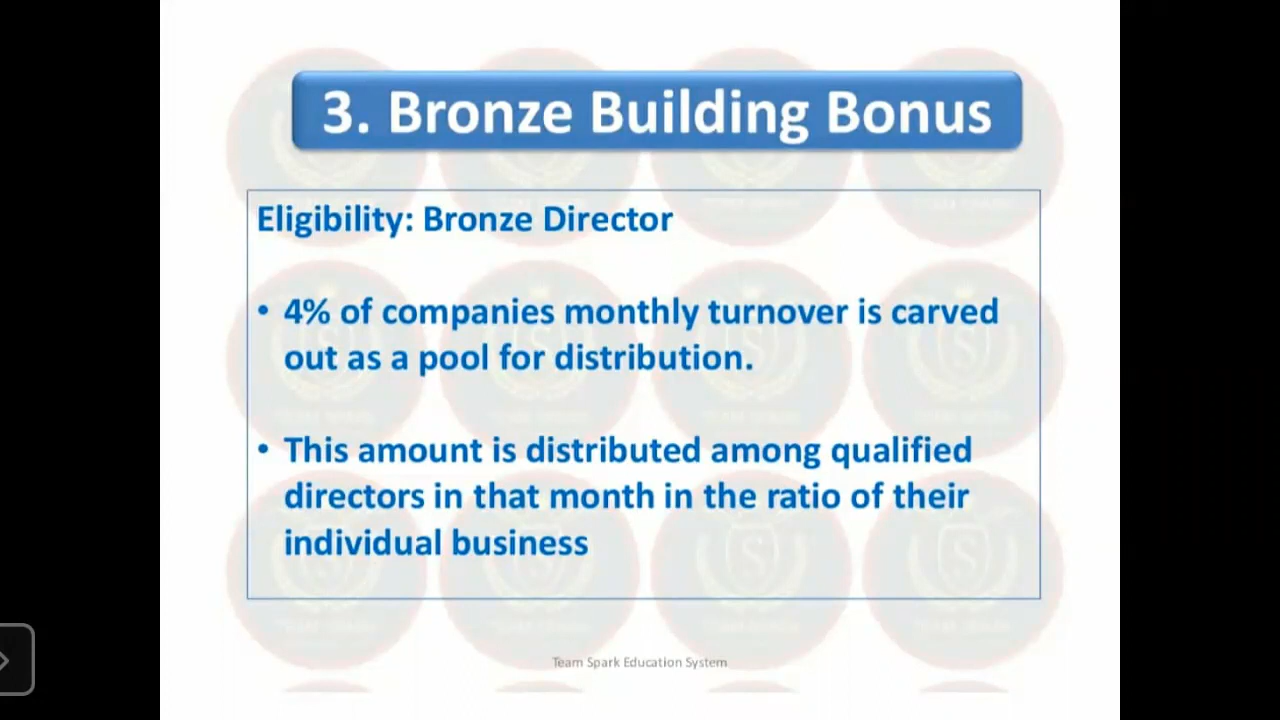 3. Bronze Building Bonus
Eligibility: Bronze Director
• 4% of companies monthly turnover is carved
out as a pool for distribution.
• This amount is distributed among qualified
directors in that month in the ratio of their
individual business
Team Spark Education System